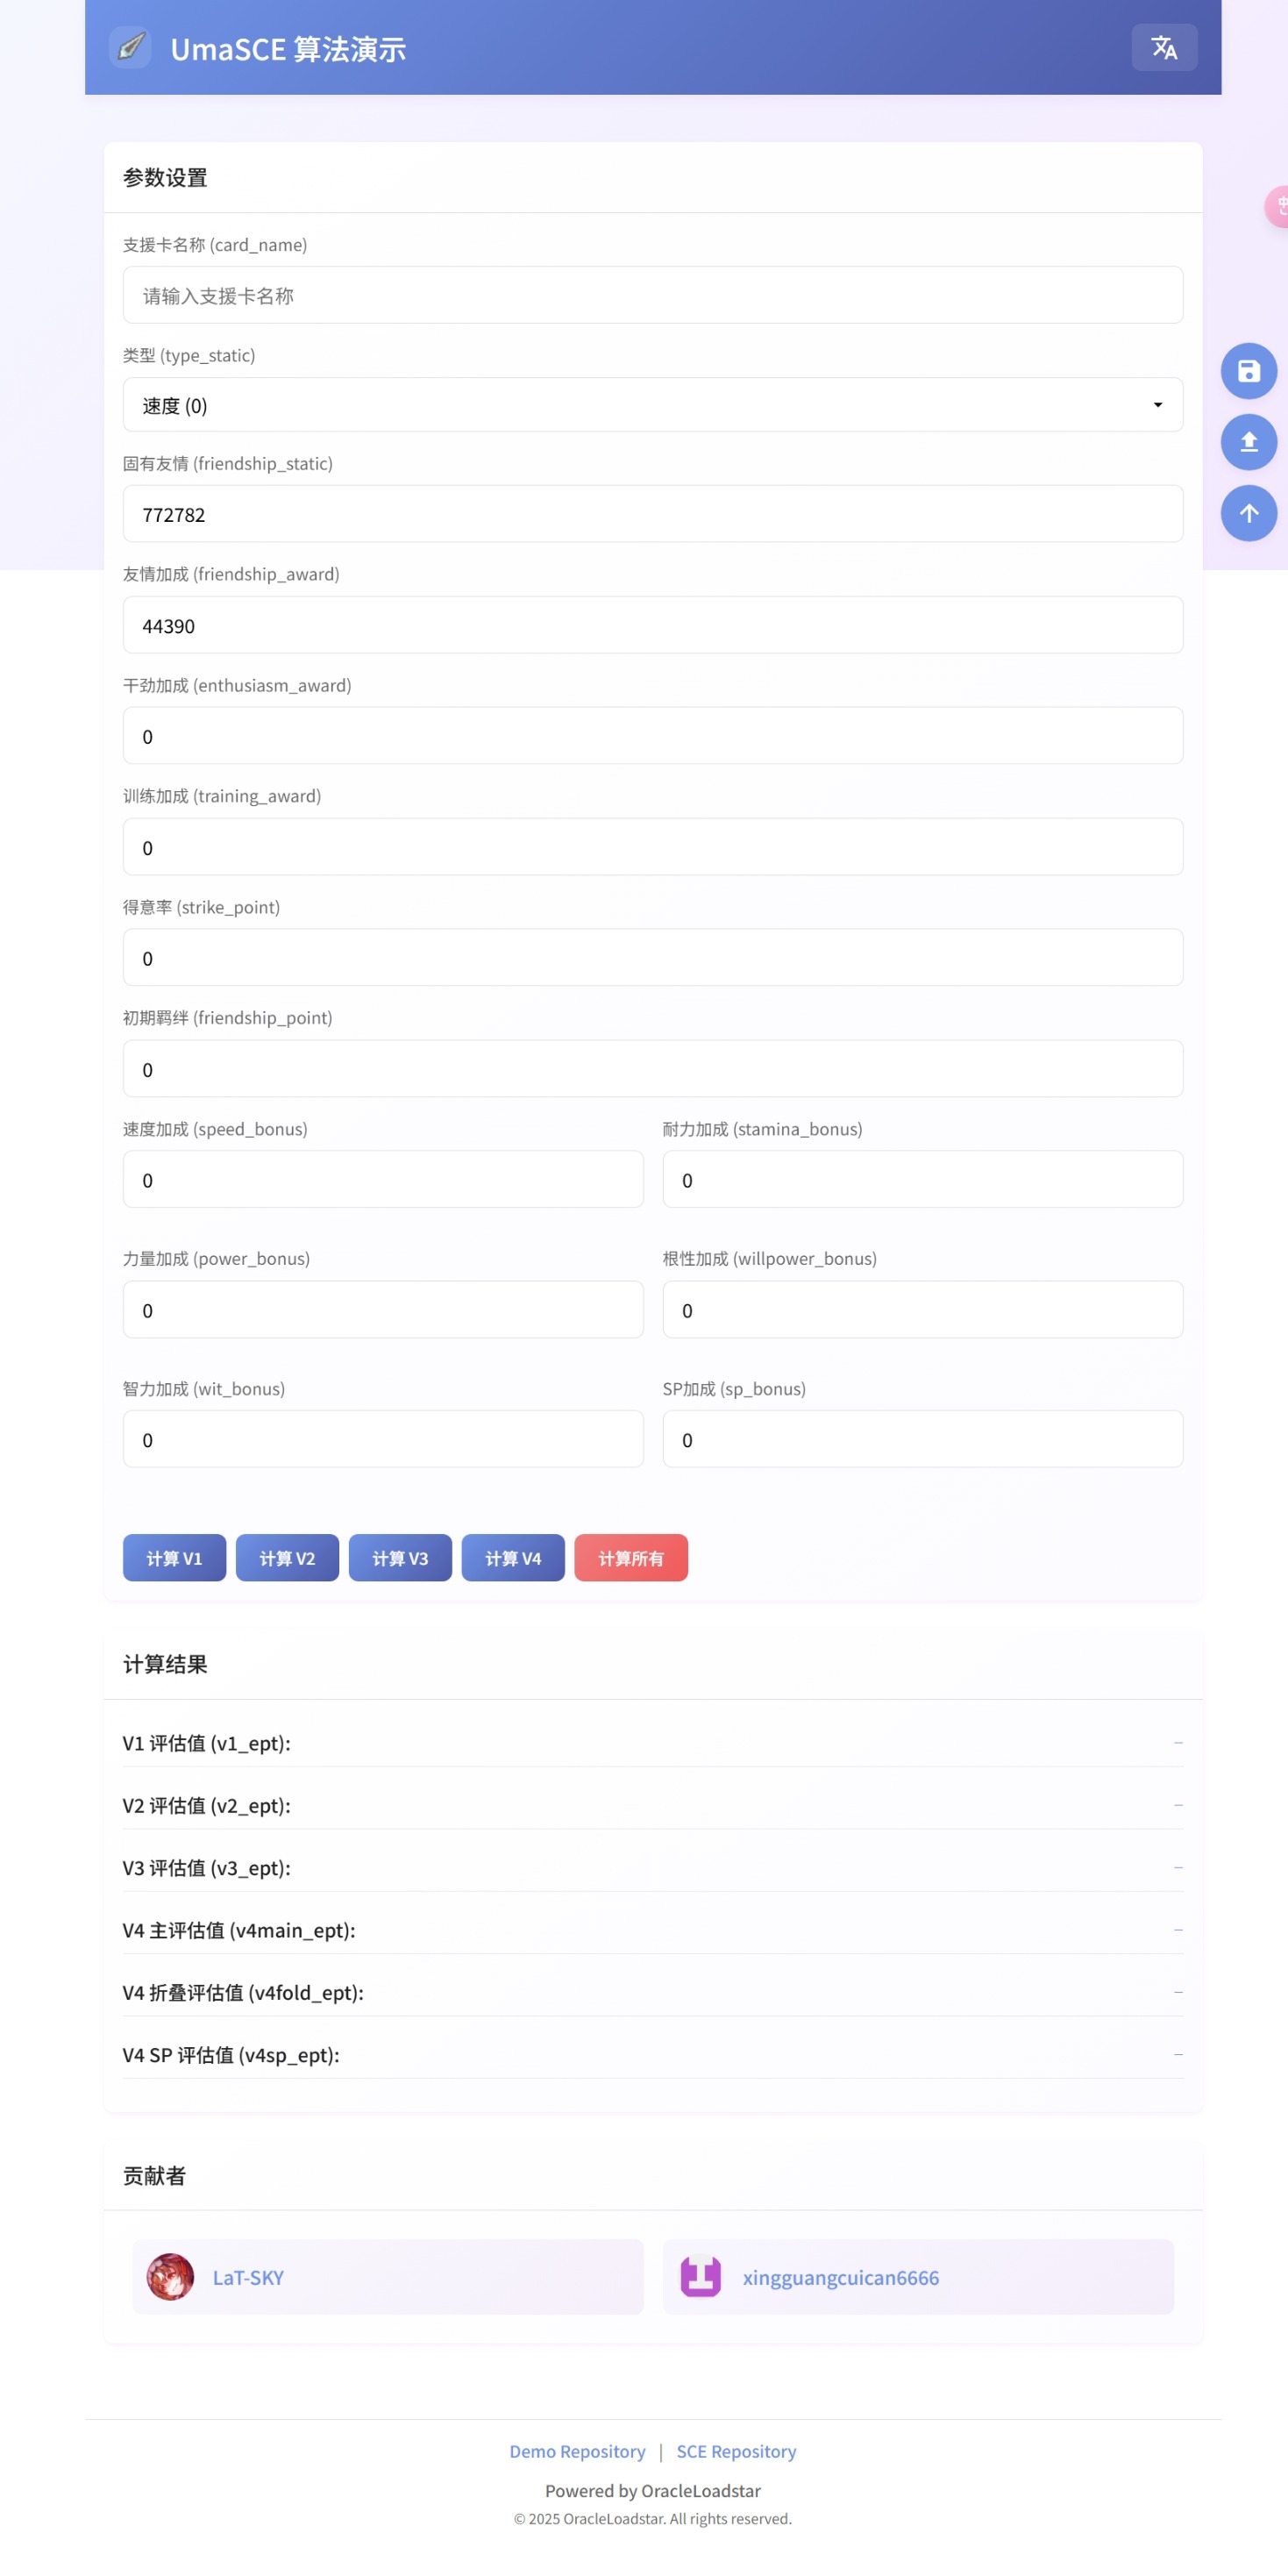 UmaSCE 算法演示
参数设置
支援卡名称 (card_name)
请输入支援卡名称
类型 (type_static)
速度 (0)
固有友情 (friendship_static)
772782
友情加成 (friendship_award)
44390
干劲加成 (enthusiasm_award)
0
训练加成 (training_award)
0
得意率 (strike_point)
0
初期羁绊 (friendship_point)
0
速度加成 (speed_bonus) 耐力加成 (stamina_bonus)
0 0
力量加成 (power_bonus) 根性加成 (willpower_bonus)
0 0
智力加成 (wit_bonus) SP加成 (sp_bonus)
0 0
计算 V1 计算 V2 计算 V3 计算 V4 计算所有
计算结果
V1 评估值 (v1_ept): –
V2 评估值 (v2_ept): –
V3 评估值 (v3_ept): –
V4 主评估值 (v4main_ept): –
V4 折叠评估值 (v4fold_ept): –
V4 SP 评估值 (v4sp_ept): –
贡献者
LaT-SKY xingguangcuican6666
Demo Repository | SCE Repository
Powered by OracleLoadstar
© 2025 OracleLoadstar. All rights reserved.